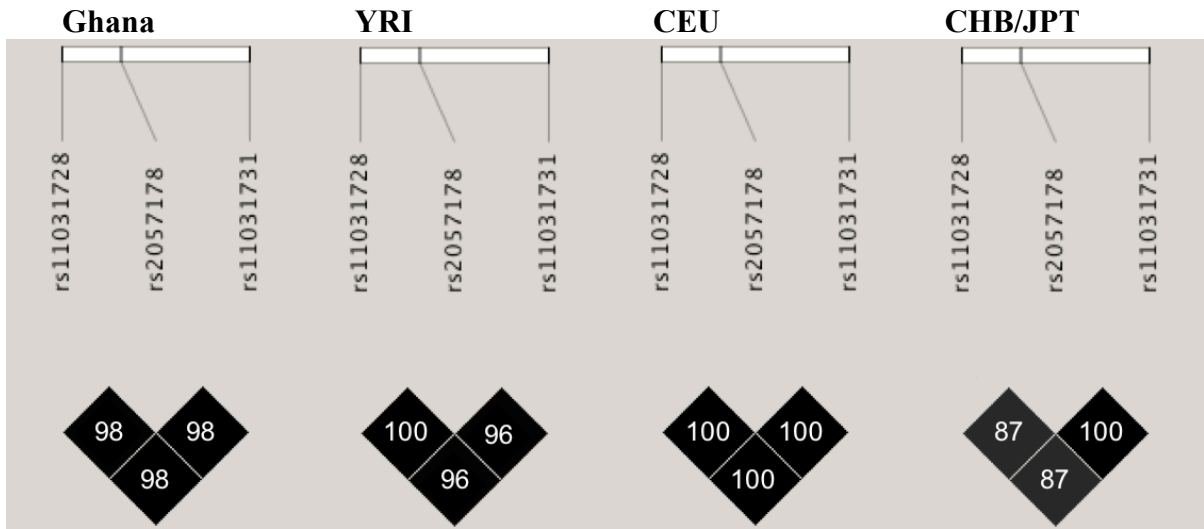 Ghana YRI CEU CHB/JPT
rs11031728 rs2057178 rs11031731 rs11031728 rs2057178 rs11031731 rs11031728 rs2057178 rs11031731 rs11031728 rs2057178 rs11031731
98 98 100 96 100 100 87 100
98 96 100 87